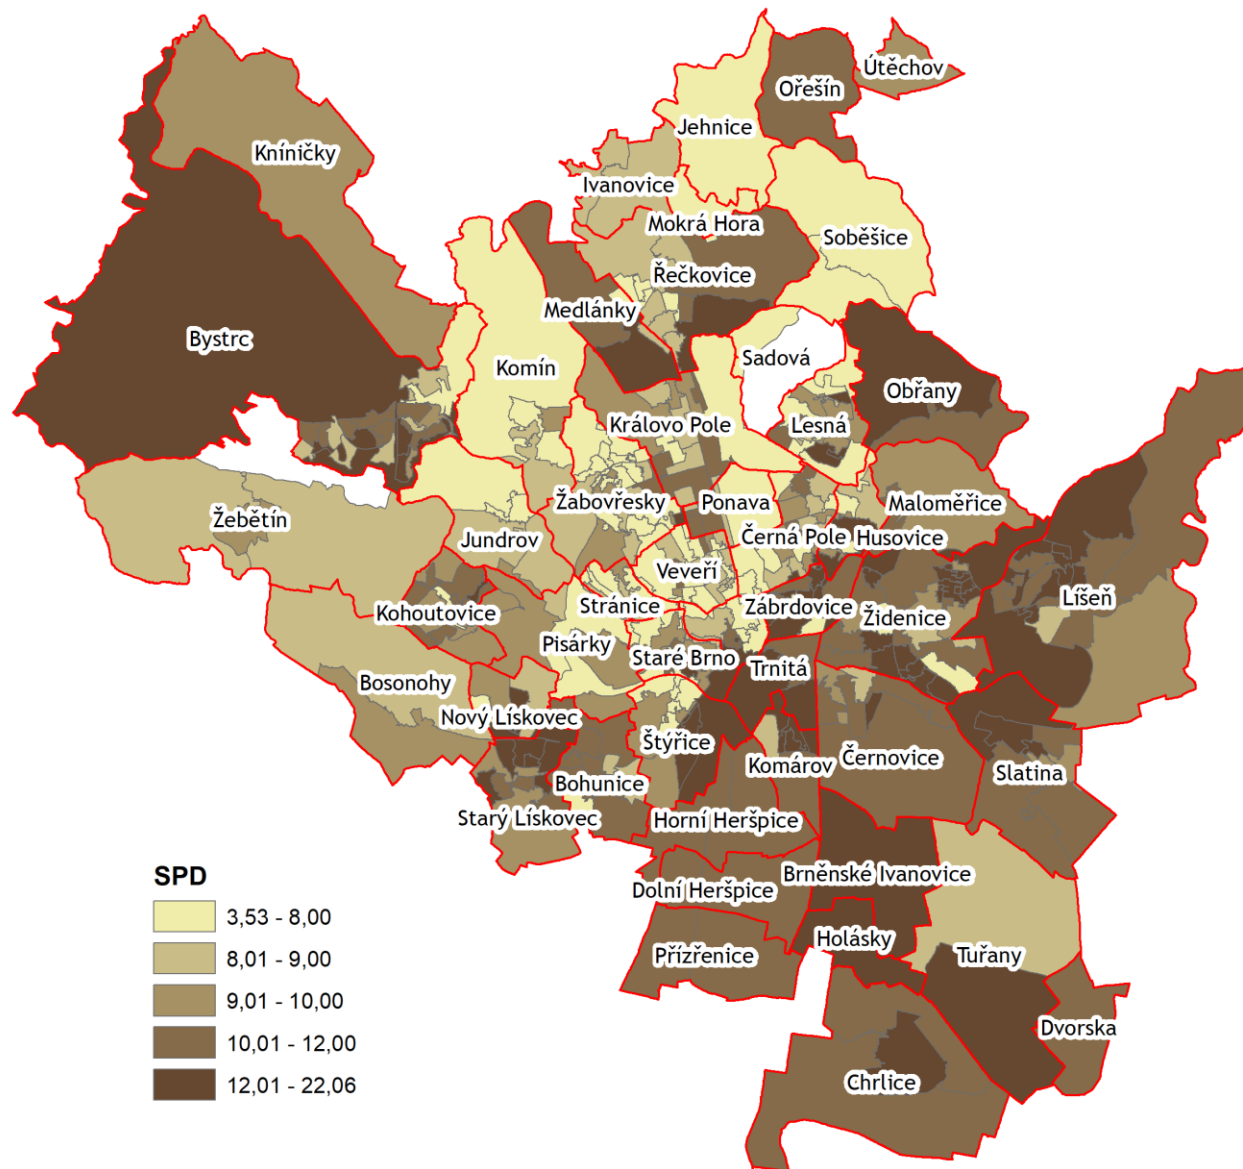 Útěchov
Ořešín
Jehnice
Kníničky
Ivanovice
Mokrá Hora
Soběšice
Řečkovice
Medlánky
Bystrc
Sadová
Komín
Obřany
Královo Pole
Lesná
Žabovřesky
Ponava
Maloměřice
Žebětín
Jundrov
Černá Pole
Husovice
Veveří
Kohoutovice
Stránice
Zábrdovice
Židenice
Líšeň
Pisárky
Staré Brno
Trnitá
Bosonohy
Nový Lískovec
Štýřice
Komárov
Černovice
Slatina
Bohunice
Starý Lískovec
Horní Heršpice
Dolní Heršpice
Brněnské Ivanovice
Holásky
Přízřenice
Tuřany
Dvorska
Chrlice
SPD
3,53 - 8,00
8,01 - 9,00
9,01 - 10,00
10,01 - 12,00
12,01 - 22,06